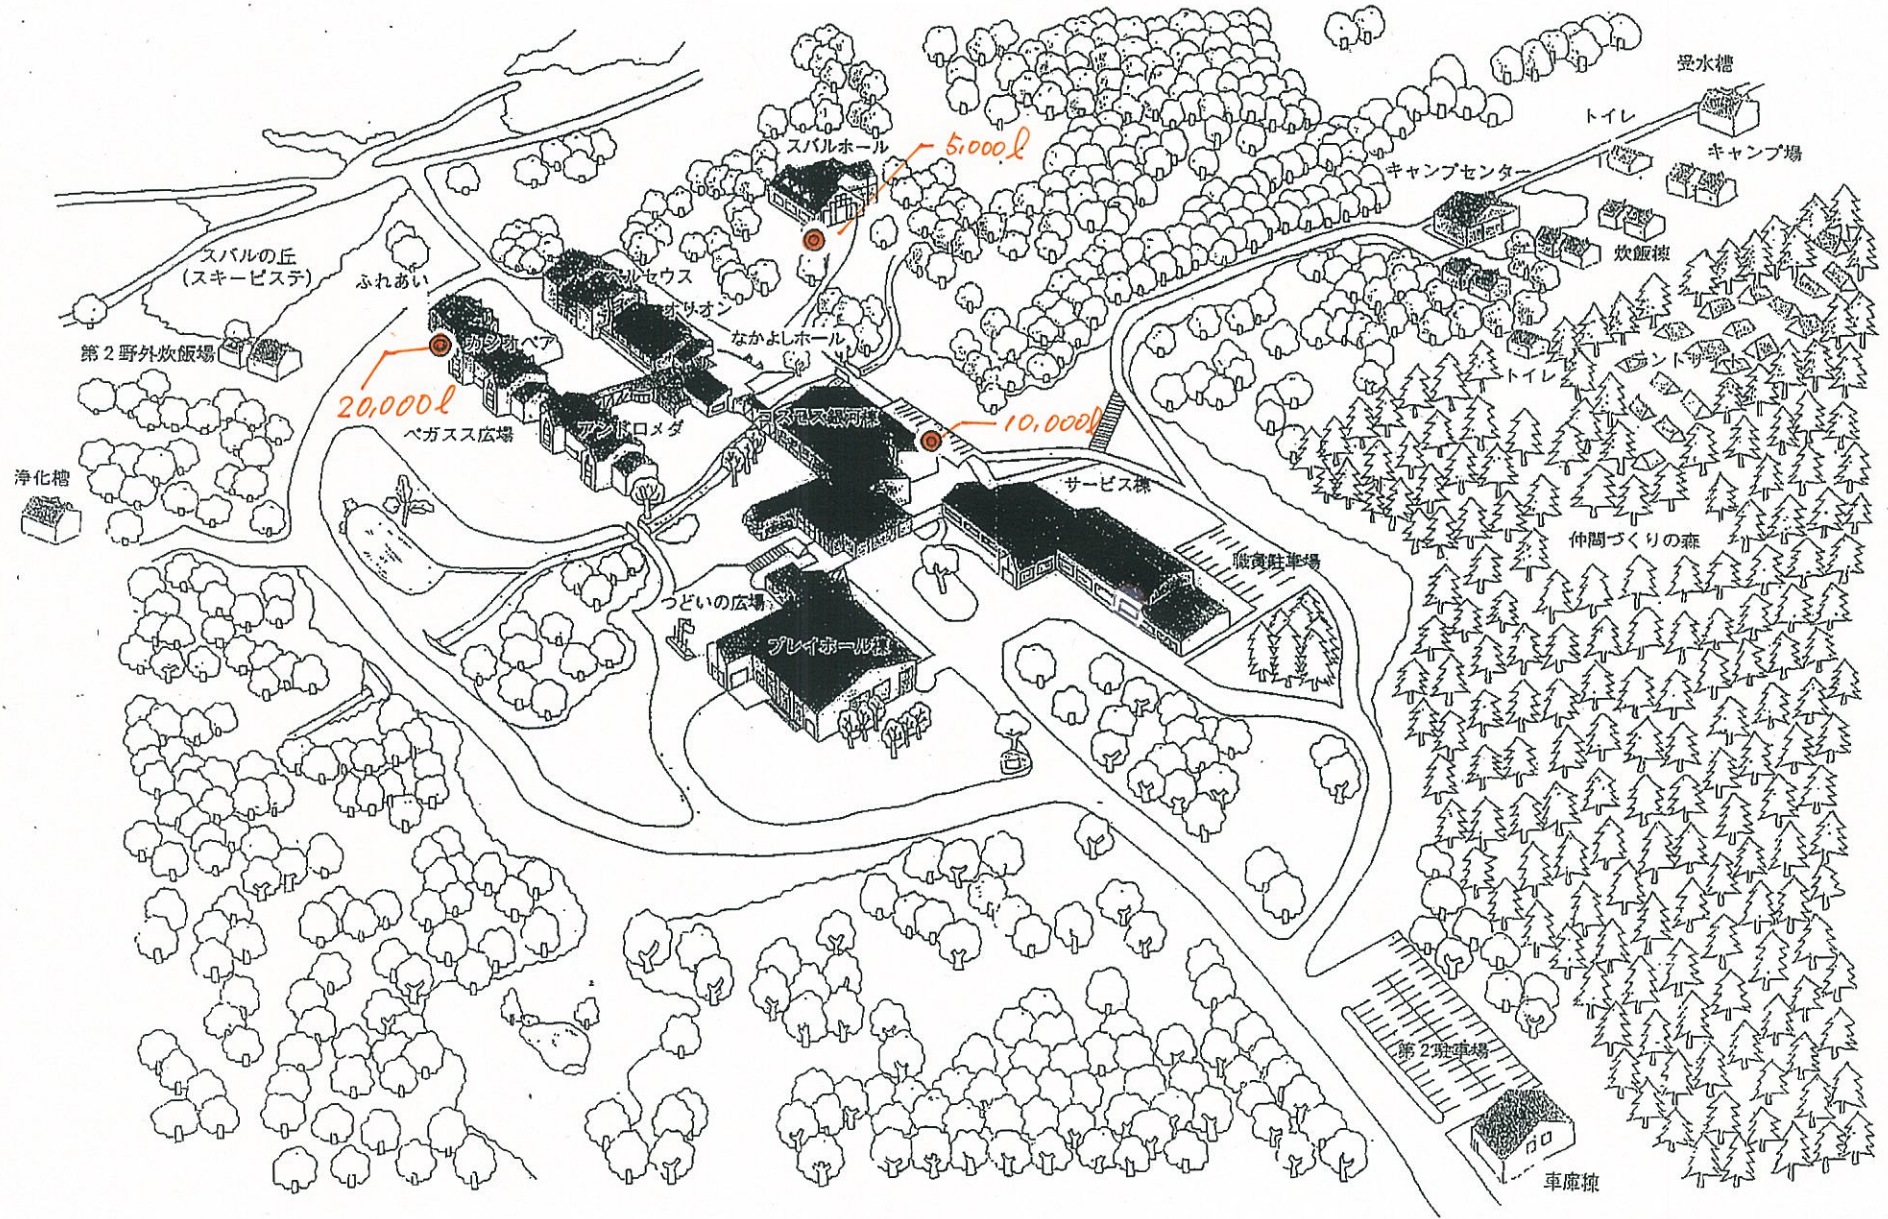 受水槽
トイレ
キャンプ場
キャンプセンター
スバルホール
5,000ℓ
炊飯棟
スバルの丘
(スキーピステ)
ふれあい
ルセウス
オリオン
なかよしホール
第2野外炊飯場
カシオペア
トイレ
20,000ℓ
ペガスス広場
アンドロメダ
コスモス銀河棟
10,000ℓ
浄化槽
サービス棟
仲間づくりの森
職員駐車場
つどいの広場
プレイホール棟
第2駐車場
車庫棟